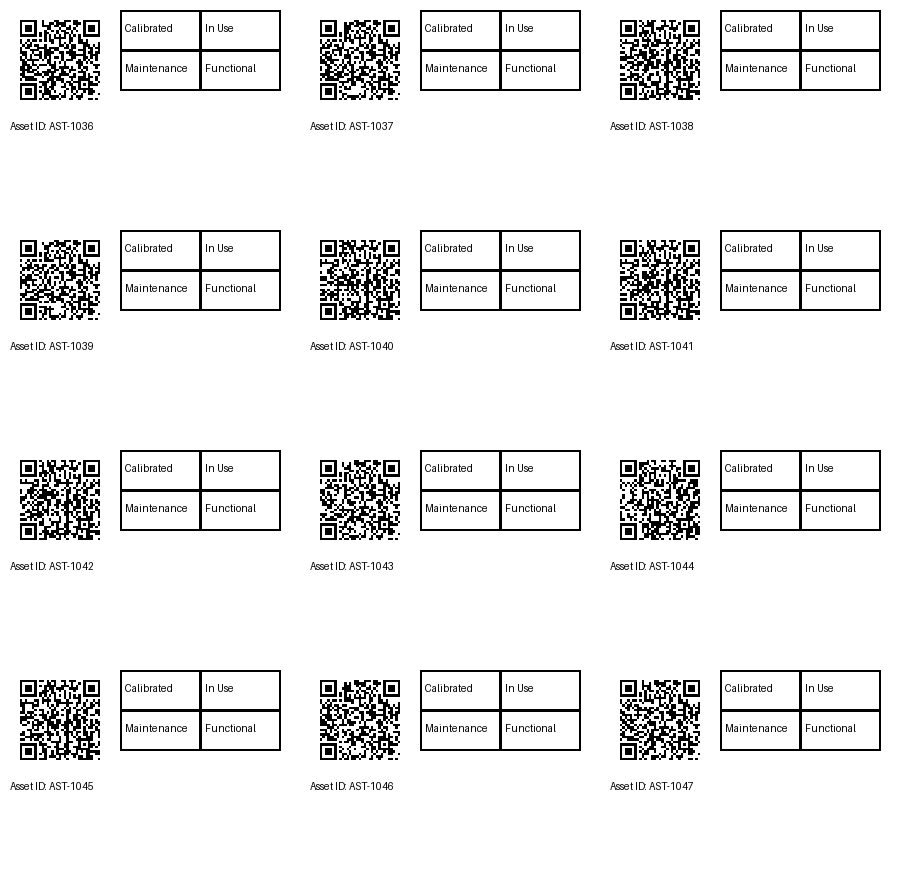 Calibrated In Use Calibrated In Use Calibrated In Use
Maintenance Functional Maintenance Functional Maintenance Functional
Asset ID: AST-1036 Asset ID: AST-1037 Asset ID: AST-1038
Calibrated In Use Calibrated In Use Calibrated In Use
Maintenance Functional Maintenance Functional Maintenance Functional
Asset ID: AST-1039 Asset ID: AST-1040 Asset ID: AST-1041
Calibrated In Use Calibrated In Use Calibrated In Use
Maintenance Functional Maintenance Functional Maintenance Functional
Asset ID: AST-1042 Asset ID: AST-1043 Asset ID: AST-1044
Calibrated In Use Calibrated In Use Calibrated In Use
Maintenance Functional Maintenance Functional Maintenance Functional
Asset ID: AST-1045 Asset ID: AST-1046 Asset ID: AST-1047